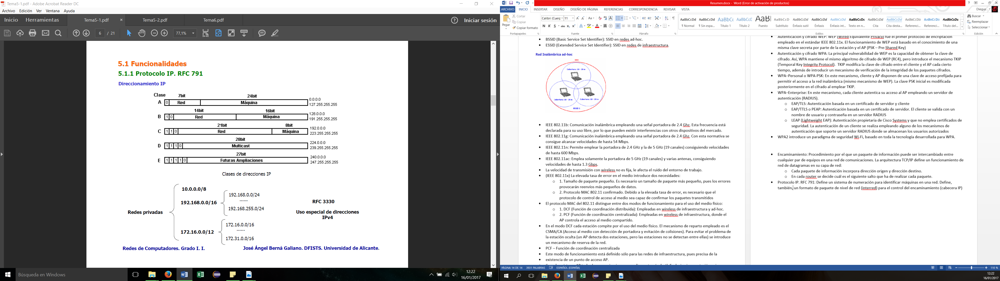 Tema5-1.pdf - Adobe Acrobat Reader DC
Archivo Edición Ver Ventana Ayuda
Inicio Herramientas Tema5-1.pdf × Tema5-2.pdf Tema6.pdf Iniciar sesión
6 / 21 77,1%
5.1 Funcionalidades
5.1.1 Protocolo IP. RFC 791
Direccionamiento IP
Clase 7bit 24bit
A 0 Red Máquina 0.0.0.0
127.255.255.255
14bit 16bit
B 1 0 Red Máquina 128.0.0.0
191.255.255.255
21bit 8bit
C 1 1 0 Red Máquina 192.0.0.0
223.255.255.255
28bit
D 1 1 1 0 Multicast 224.0.0.0
239.255.255.255
27bit
E 1 1 1 1 0 Futuras Ampliaciones 240.0.0.0
247.255.255.255
Clases de direcciones IP
Redes privadas
10.0.0.0/8
192.168.0.0/16
192.168.0.0/24
......
192.168.255.0/24
172.16.0.0/12
172.16.0.0/16
......
172.31.0.0/16
RFC 3330
Uso especial de direcciones
IPv4
Redes de Computadores. Grado I. I. José Ángel Berná Galiano. DFISTS. Universidad de Alicante.
Búsqueda en Windows
12:22
16/01/2017
Resumen.docx - Word (Error de activación de productos)
ARCHIVO INICIO INSERTAR DISEÑO DISEÑO DE PÁGINA REFERENCIAS CORRESPONDENCIA REVISAR VISTA Diegus .
Pegar
Cortar
Copiar
Copiar formato
Portapapeles
Calibri (Cuerp 11
N K S abc x₂ x²
Fuente
Párrafo
AaBbCcDd AaBbCcDd AaBbCc AaBbCcC AaBl AaBbCcD AaBbCcDd AaBbCcDd AaBbCcDd AaBbCcDc AaBbCcDd AaBbCcDd AaBbCcDd AaBbCcDd AaBbCcDc
¶ Normal ¶ Sin espa... Título 1 Título 2 Puesto Subtítulo Énfasis sutil Énfasis Énfasis int... Texto en n... Cita Cita desta... Referenci... Referenci... Título del...
Estilos
Buscar
Reemplazar
Seleccionar
Edición
• BSSID (Basic Service Set Identifier): SSID en redes ad-hoc.
• ESSID (Extended Service Set Identifier): SSID en redes de infraestructura.
Red Inalámbrica ad-hoc
Cobertura: 10 - 20 m
Cobertura: 10 - 20 m
Cobertura: 10 - 20 m
BSSID 1
• IEEE 802.11b: Comunicación inalámbrica empleando una señal portadora de 2.4 Ghz. Esta frecuencia está
declarada para su uso libre, por lo que pueden existir interferencias con otros dispositivos del mercado.
• IEEE 802.11g: Comunicación inalámbrica empleando una señal portadora de 2.4 Ghz. Con esta normativa se
consigue alcanzar velocidades de hasta 54 Mbps.
• IEEE 802.11n: Permite emplear la portadora de 2.4 GHz y la de 5 GHz (19 canales) consiguiendo velocidades
de hasta 600 Mbps.
• IEEE 802.11ac: Emplea solamente la portadora de 5 GHz (19 canales) y varias antenas, consiguiendo
velocidades de hasta 1.3 Gbps.
• La velocidad de transmisión con wireless no es fija, le afecta el ruido del entorno de trabajo.
• (IEEE 802.11x) La elevada tasa de error en el medio introduce dos necesidades:
o 1. Tamaño de paquete pequeño. Es necesario un tamaño de paquete más pequeño, pues los errores
provocarán reenvíos más pequeños de datos.
o 2. Protocolo MAC 802.11 confirmado. Debido a la elevada tasa de error, es necesario que el
protocolo de control de acceso al medio sea capaz de confirmar los paquetes transmitidos
• El protocolo MAC del 802.11 distingue entre dos modos de funcionamiento para el uso del medio físico:
o 1. DCF (Función de coordinación distribuida): Empleadas en wireless de infraestructura y ad-hoc.
o 2. PCF (Función de coordinación centralizada): Empleadas en wireless de infraestructura, donde el
AP controla el acceso al medio compartido.
• En el modo DCF cada estación compite por el uso del medio físico. El mecanismo de reparto empleado es el
CSMA/CA (Acceso al medio con detección de portadora y evitación de colisiones). Para evitar el problema de
la estación oculta (un AP detecta dos estaciones, pero las estaciones no se detectan entre ellas) se introduce
un mecanismo de reserva de la red.
• PCF – Función de coordinación centralizada
• Este modo de funcionamiento está definido sólo para las redes de infraestructura, pues precisa de la
• existencia de un punto de acceso AP.
• Autenticación y cifrado WEP: WEP (Wired Equivalente Privacy) fue el primer protocolo de encriptación
empleado en el estándar IEEE 802.11x. El funcionamiento de WEP está basado en el conocimiento de una
misma clave secreta por parte de la estación y el AP (PSK – Pre-Shared Key)
• Autenticación y cifrado WPA: La principal vulnerabilidad de WEP es la capacidad de obtener la clave de
cifrado. Así, WPA mantiene el mismo algoritmo de cifrado de WEP (RC4), pero introduce el mecanismo TKIP
(Temporal Key Integrity Protocol). TKIP modifica la clave de cifrado entre el cliente y el AP cada cierto
tiempo, además de introducir un mecanismo de verificación de la integridad de los paquetes cifrados.
• WPA–Personal o WPA-PSK: En este mecanismo, cliente y AP disponen de una clave de acceso prefijada para
permitir el acceso a la red inalámbrica (mismo mecanismo de WEP). La clave PSK inicial es modificada
posteriormente en el cifrado al emplear TKIP.
• WPA–Enterprise: En este mecanismo, cada cliente autentica su acceso al AP empleando un servidor de
autenticación (RADIUS).
o EAP/TLS: Autenticación basada en un certificado de servidor y cliente
o EAP/TTLS o PEAP: Autenticación basada en un certificado de servidor. El cliente se valida con un
nombre de usuario y contraseña en un servidor RADIUS
o LEAP (Lightweight EAP): Autenticación propietaria de Cisco Systems y que no emplea certificados de
seguridad. La autenticación de un cliente se realiza empleando alguno de los mecanismos de
autenticación que soporte un servidor RADIUS donde se almacenan los usuarios autorizados
• WPA2 introduce un paradigma de seguridad Wi-Fi, basado en toda la tecnología desarrollada para WPA.
• Encaminamiento: Procedimiento por el que un paquete de información puede ser intercambiado entre
cualquier par de equipos en una red de comunicaciones. La arquitectura TCP/IP define un funcionamiento de
red de datagramas en su capa de red:
o Cada paquete de información incorpora dirección origen y dirección destino.
o En cada router se decide cuál es el siguiente salto que ha de realizar cada paquete.
• Protocolo IP. RFC 791: Define un sistema de numeración para identificar máquinas en una red. Define,
también, un formato de paquete de nivel de red (interred) para el control del encaminamiento (cabecera IP)
PÁGINA 14 DE 14 3931 PALABRAS ESPAÑOL (ESPAÑA) 110 %
12:22
16/01/2017